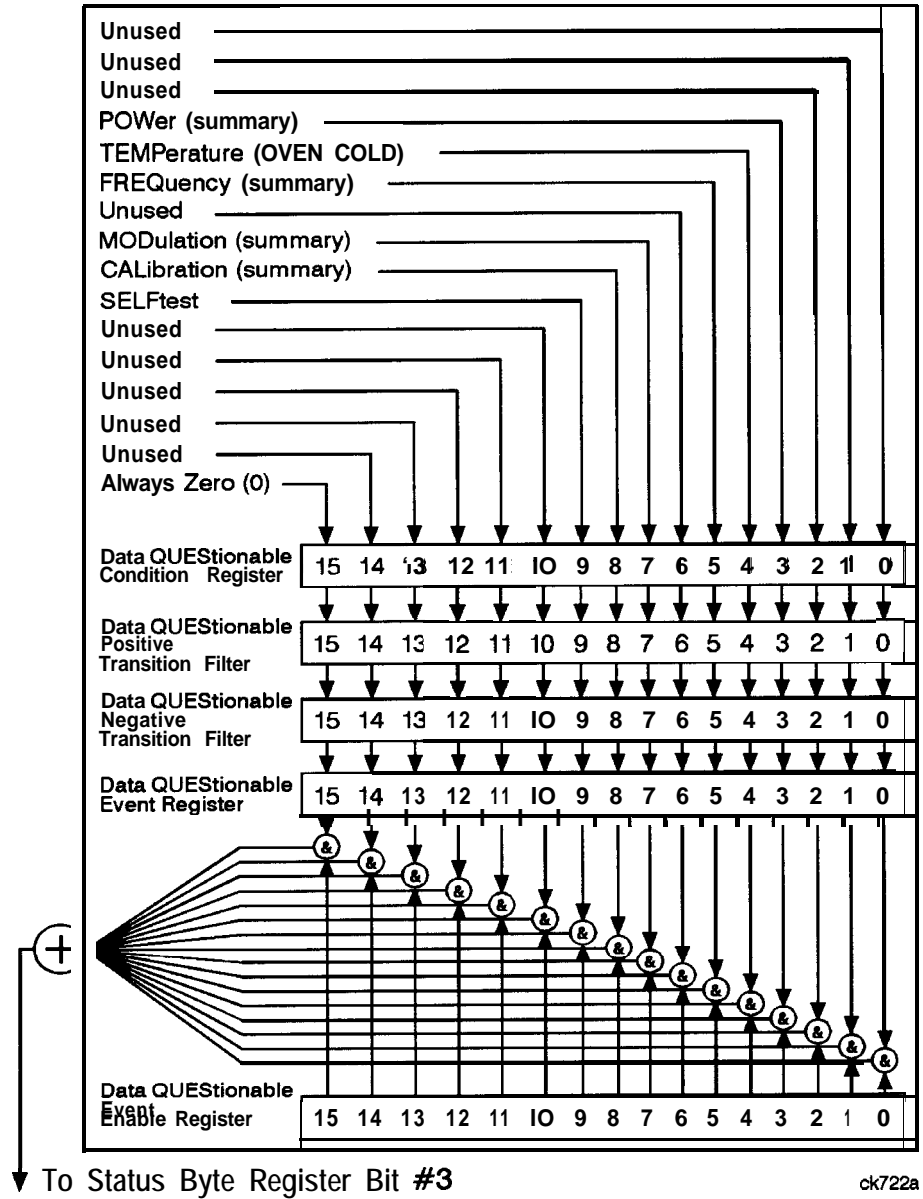 Unused
Unused
Unused
POWer (summary)
TEMPerature (OVEN COLD)
FREQuency (summary)
Unused
MODulation (summary)
CALibration (summary)
SELFtest
Unused
Unused
Unused
Unused
Unused
Always Zero (0)
Data QUEStionable
Condition Register
15 14 13 12 11 IO 9 8 7 6 5 4 3 2 1 0
Data QUEStionable
Positive
Transition Filter
15 14 13 12 11 10 9 8 7 6 5 4 3 2 1 0
Data QUEStionable
Negative
Transition Filter
15 14 13 12 11 IO 9 8 7 6 5 4 3 2 1 0
Data QUEStionable
Event Register
15 14 13 12 11 IO 9 8 7 6 5 4 3 2 1 0
& & & & & & & & & & & & & & & &
+
Data QUEStionable
Event
Enable Register
15 14 13 12 11 IO 9 8 7 6 5 4 3 2 1 0
To Status Byte Register Bit #3
ck722a